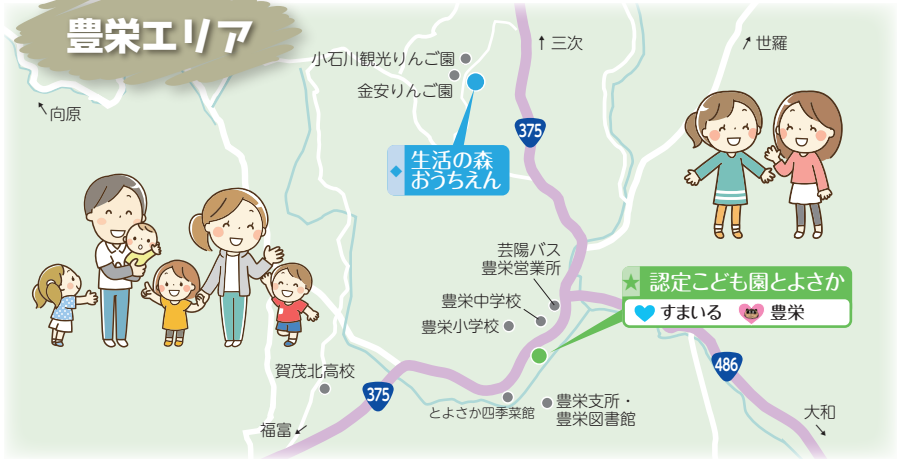 豊栄エリア
↑三次
↗世羅
小石川観光りんご園
金安りんご園
↖向原
375
生活の森
おうちえん
芸陽バス
豊栄営業所
認定こども園とよさか
すまいる 豊栄
豊栄中学校
豊栄小学校
486
賀茂北高校
375
とよさか四季菜館
豊栄支所・
豊栄図書館
大和↘
福富↙